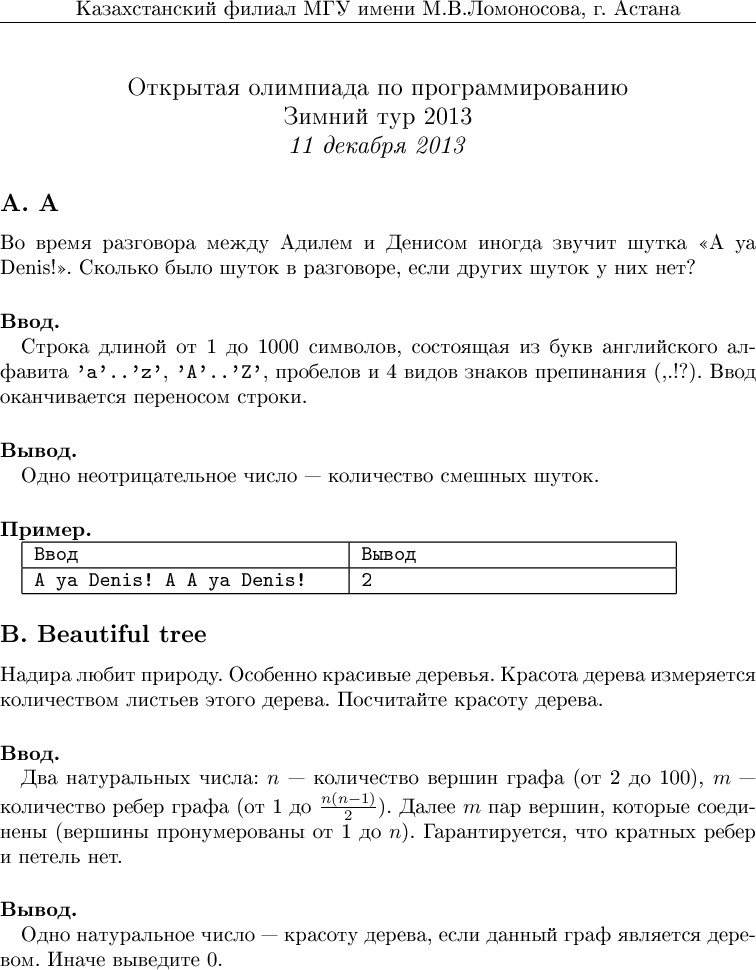 Казахстанский филиал МГУ имени М.В.Ломоносова, г. Астана
Открытая олимпиада по программированию
Зимний тур 2013
11 декабря 2013
A. A
Во время разговора между Адилем и Денисом иногда звучит шутка «A ya
Denis!». Сколько было шуток в разговоре, если других шуток у них нет?
Ввод.
Строка длиной от 1 до 1000 символов, состоящая из букв английского ал-
фавита 'a'..'z', 'A'..'Z', пробелов и 4 видов знаков препинания (,.!?). Ввод
оканчивается переносом строки.
Вывод.
Одно неотрицательное число — количество смешных шуток.
Пример.
Ввод Вывод
A ya Denis! A A ya Denis! 2
B. Beautiful tree
Надира любит природу. Особенно красивые деревья. Красота дерева измеряется
количеством листьев этого дерева. Посчитайте красоту дерева.
Ввод.
Два натуральных числа: n — количество вершин графа (от 2 до 100), m —
количество ребер графа (от 1 до n(n−1)/2). Далее m пар вершин, которые соеди-
нены (вершины пронумерованы от 1 до n). Гарантируется, что кратных ребер
и петель нет.
Вывод.
Одно натуральное число — красоту дерева, если данный граф является дере-
вом. Иначе выведите 0.